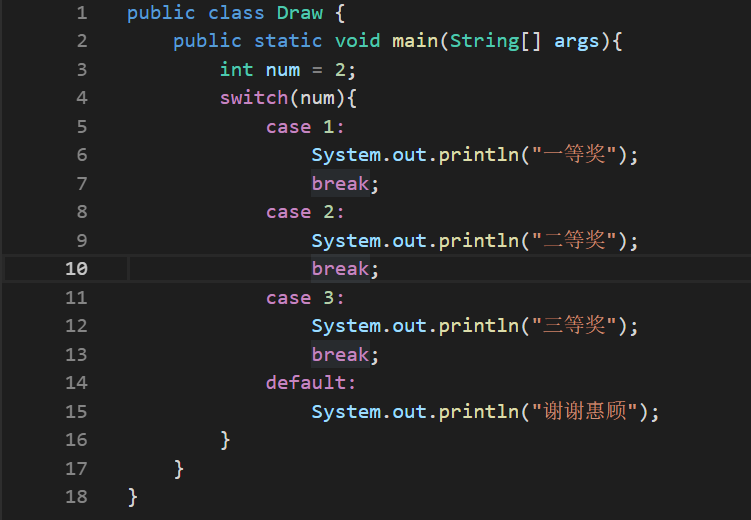 1 public class Draw {
2 public static void main(String[] args){
3 int num = 2;
4 switch(num){
5 case 1:
6 System.out.println("一等奖");
7 break;
8 case 2:
9 System.out.println("二等奖");
10 break;
11 case 3:
12 System.out.println("三等奖");
13 break;
14 default:
15 System.out.println("谢谢惠顾");
16 }
17 }
18 }